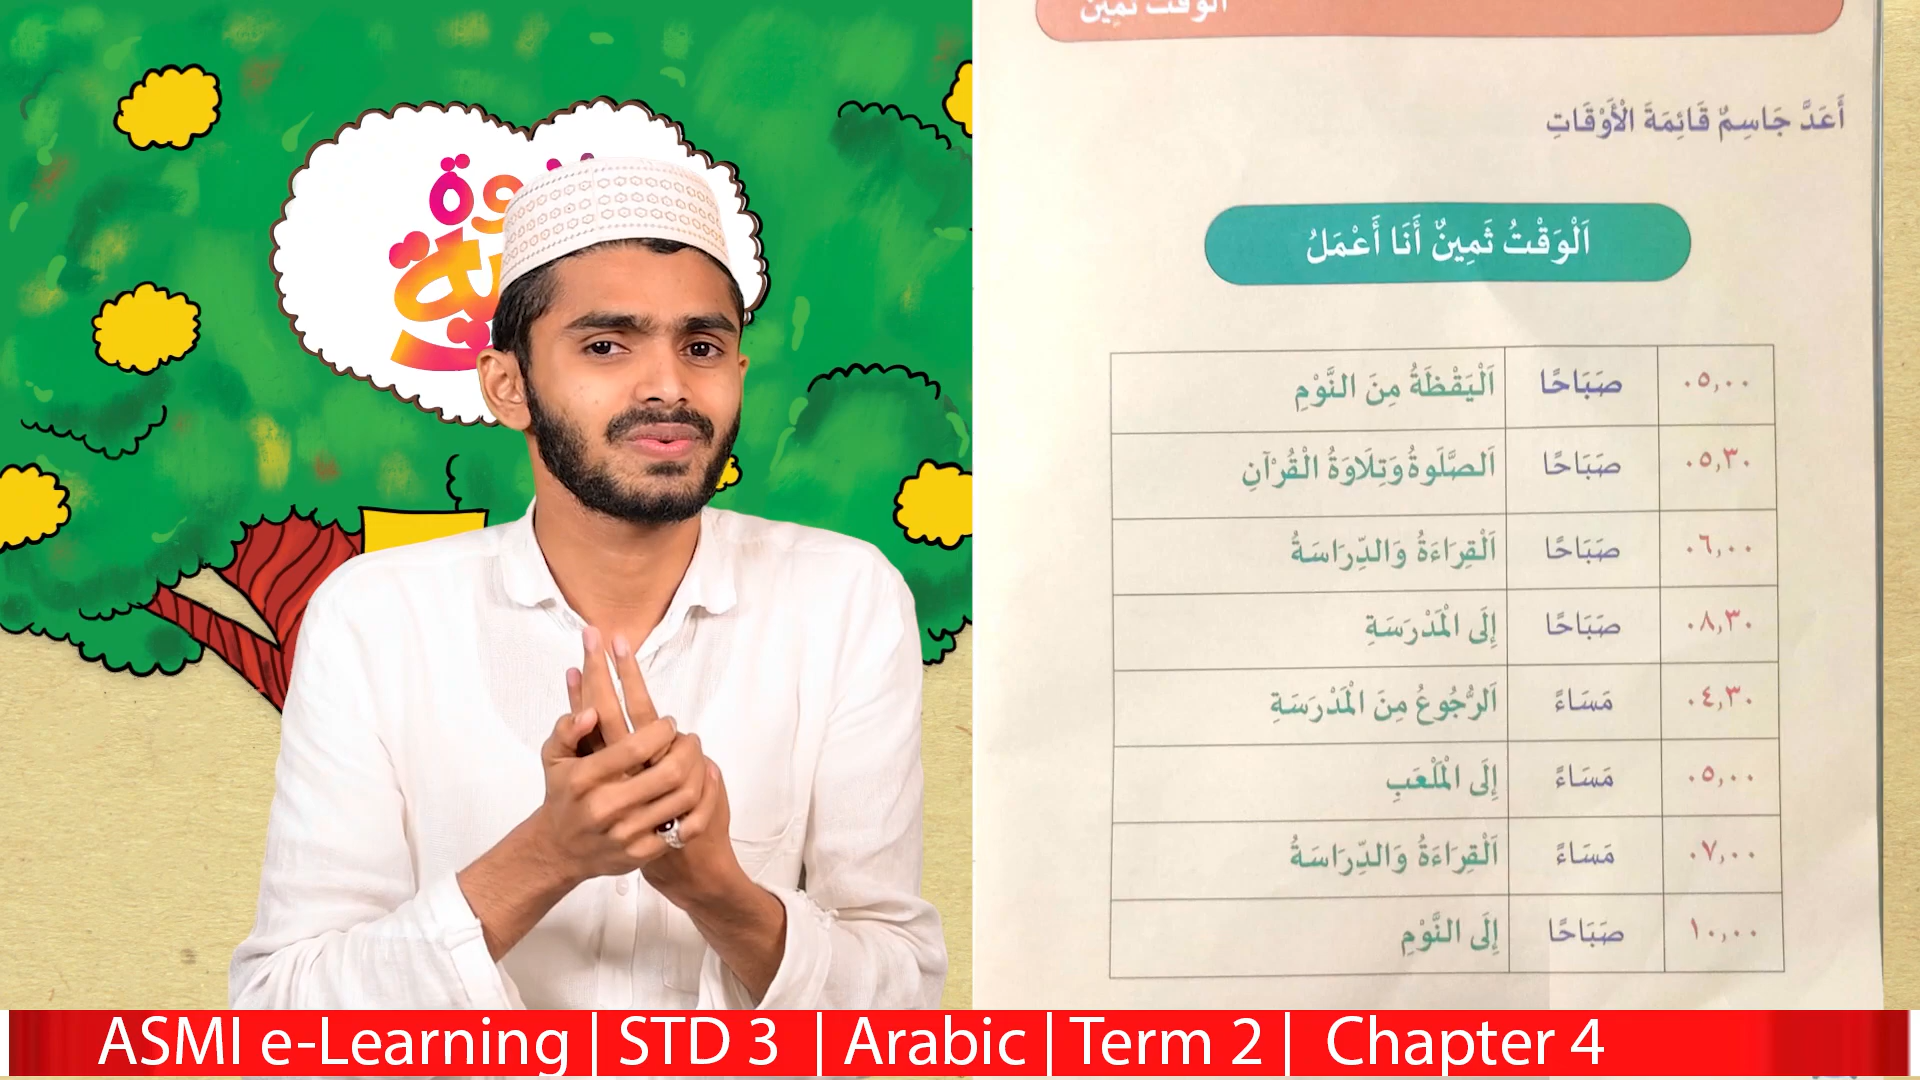 اَلْوَقْتُ ثَمِينٌ
أَعَدَّ جَاسِمٌ قَائِمَةَ الْأَوْقَاتِ
اَلْوَقْتُ ثَمِينٌ أَنَا أَعْمَلُ
٠٥,٠٠ صَبَاحًا اَلْيَقْظَةُ مِنَ النَّوْمِ
٠٥,٣٠ صَبَاحًا اَلصَّلَوةُ وَتِلَاوَةُ الْقُرْآنِ
٠٦,٠٠ صَبَاحًا اَلْقِرَاءَةُ وَالدِّرَاسَةُ
٠٨,٣٠ صَبَاحًا إِلَى الْمَدْرَسَةِ
٠٤,٣٠ مَسَاءً اَلرُّجُوعُ مِنَ الْمَدْرَسَةِ
٠٥,٠٠ مَسَاءً إِلَى الْمَلْعَبِ
٠٧,٠٠ مَسَاءً اَلْقِرَاءَةُ وَالدِّرَاسَةُ
١٠,٠٠ صَبَاحًا إِلَى النَّوْمِ
ASMI e-Learning | STD 3 | Arabic | Term 2 | Chapter 4